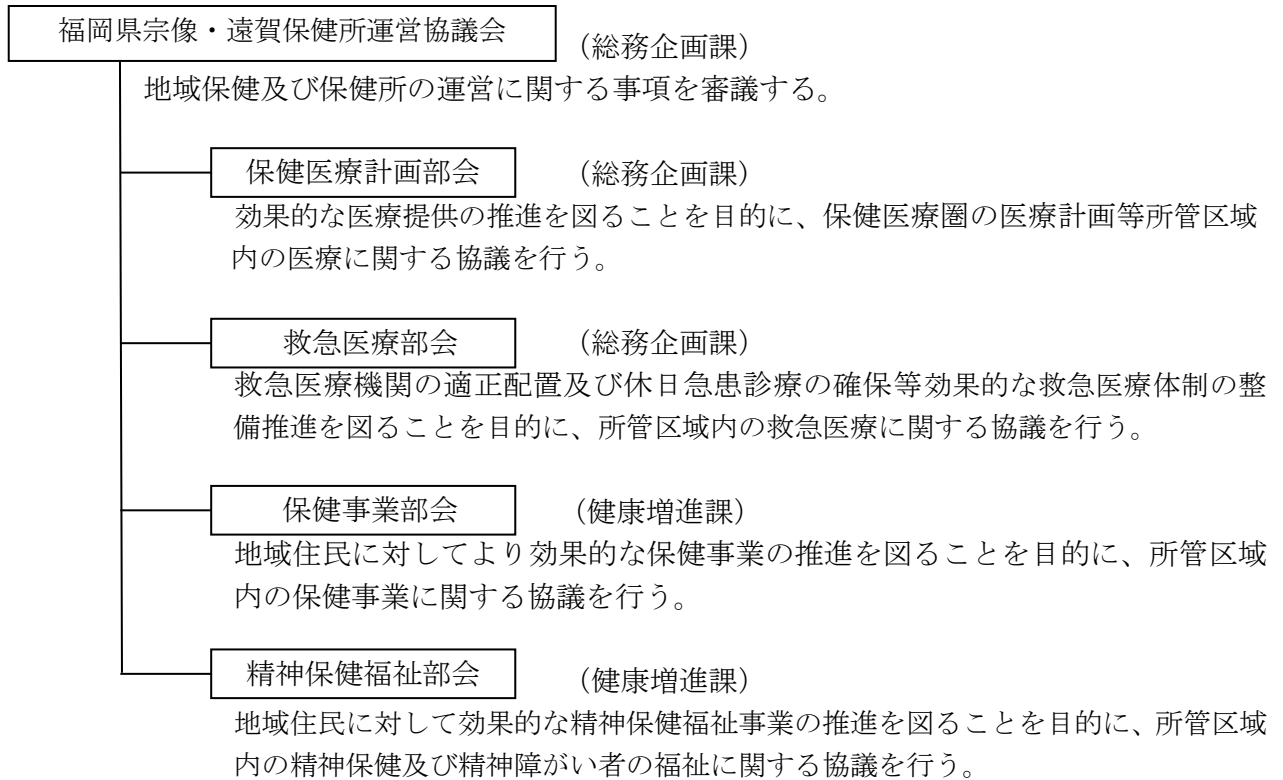 福岡県宗像・遠賀保健所運営協議会 （総務企画課）
地域保健及び保健所の運営に関する事項を審議する。
保健医療計画部会 （総務企画課）
効果的な医療提供の推進を図ることを目的に、保健医療圏の医療計画等所管区域
内の医療に関する協議を行う。
救急医療部会 （総務企画課）
救急医療機関の適正配置及び休日急患診療の確保等効果的な救急医療体制の整
備推進を図ることを目的に、所管区域内の救急医療に関する協議を行う。
保健事業部会 （健康増進課）
地域住民に対してより効果的な保健事業の推進を図ることを目的に、所管区域
内の保健事業に関する協議を行う。
精神保健福祉部会 （健康増進課）
地域住民に対して効果的な精神保健福祉事業の推進を図ることを目的に、所管区域
内の精神保健及び精神障がい者の福祉に関する協議を行う。